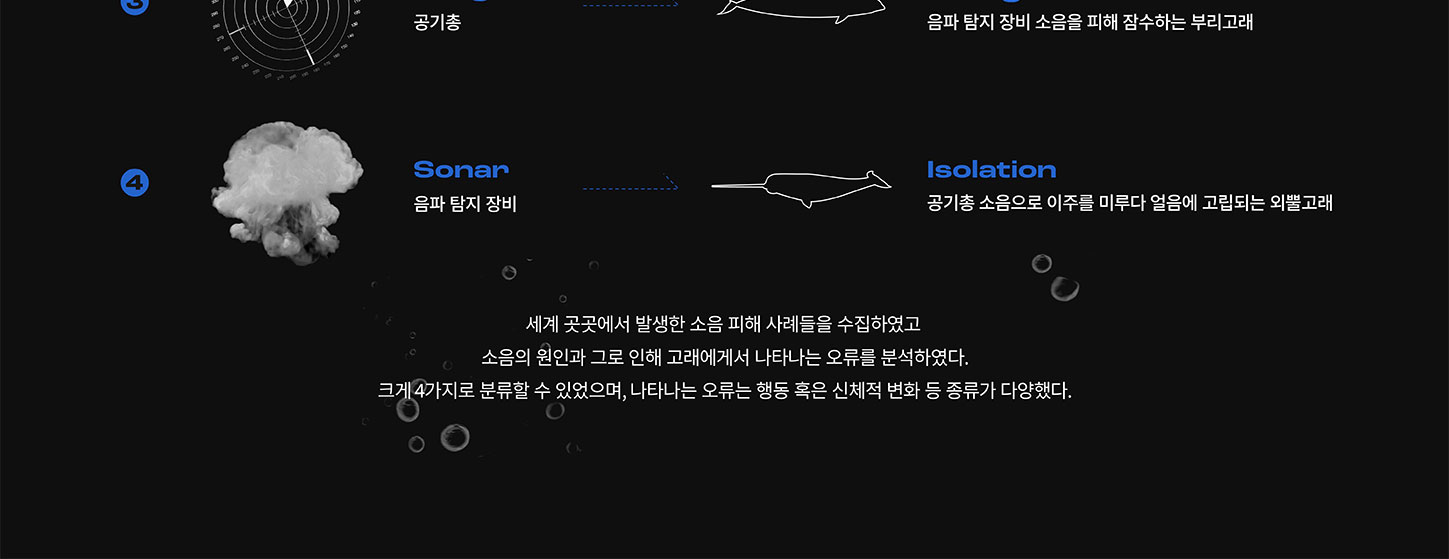 3
공기총
음파 탐지 장비 소음을 피해 잠수하는 부리고래
4
Sonar
음파 탐지 장비
Isolation
공기총 소음으로 이주를 미루다 얼음에 고립되는 외뿔고래
세계 곳곳에서 발생한 소음 피해 사례들을 수집하였고
소음의 원인과 그로 인해 고래에게서 나타나는 오류를 분석하였다.
크게 4가지로 분류할 수 있었으며, 나타나는 오류는 행동 혹은 신체적 변화 등 종류가 다양했다.